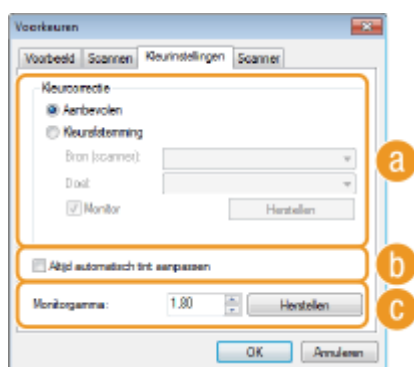 Voorkeuren
Voorbeeld Scannen Kleurinstellingen Scanner
Kleurcorrectie
Aanbevolen
Kleurafstemming
Bron (scanner):
Doel:
Monitor Herstellen
a
Altijd automatisch tint aanpassen
b
Monitorgamma: 1,80 Herstellen
c
OK Annuleren